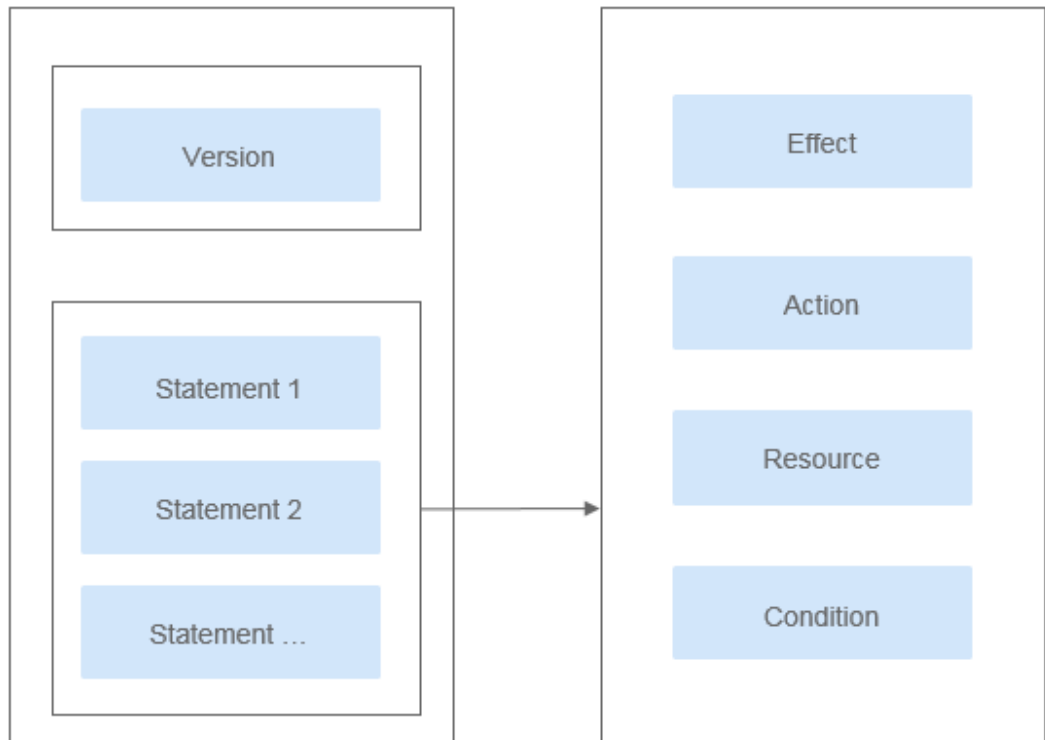 Version
Statement 1
Statement 2
Statement …
Effect
Action
Resource
Condition